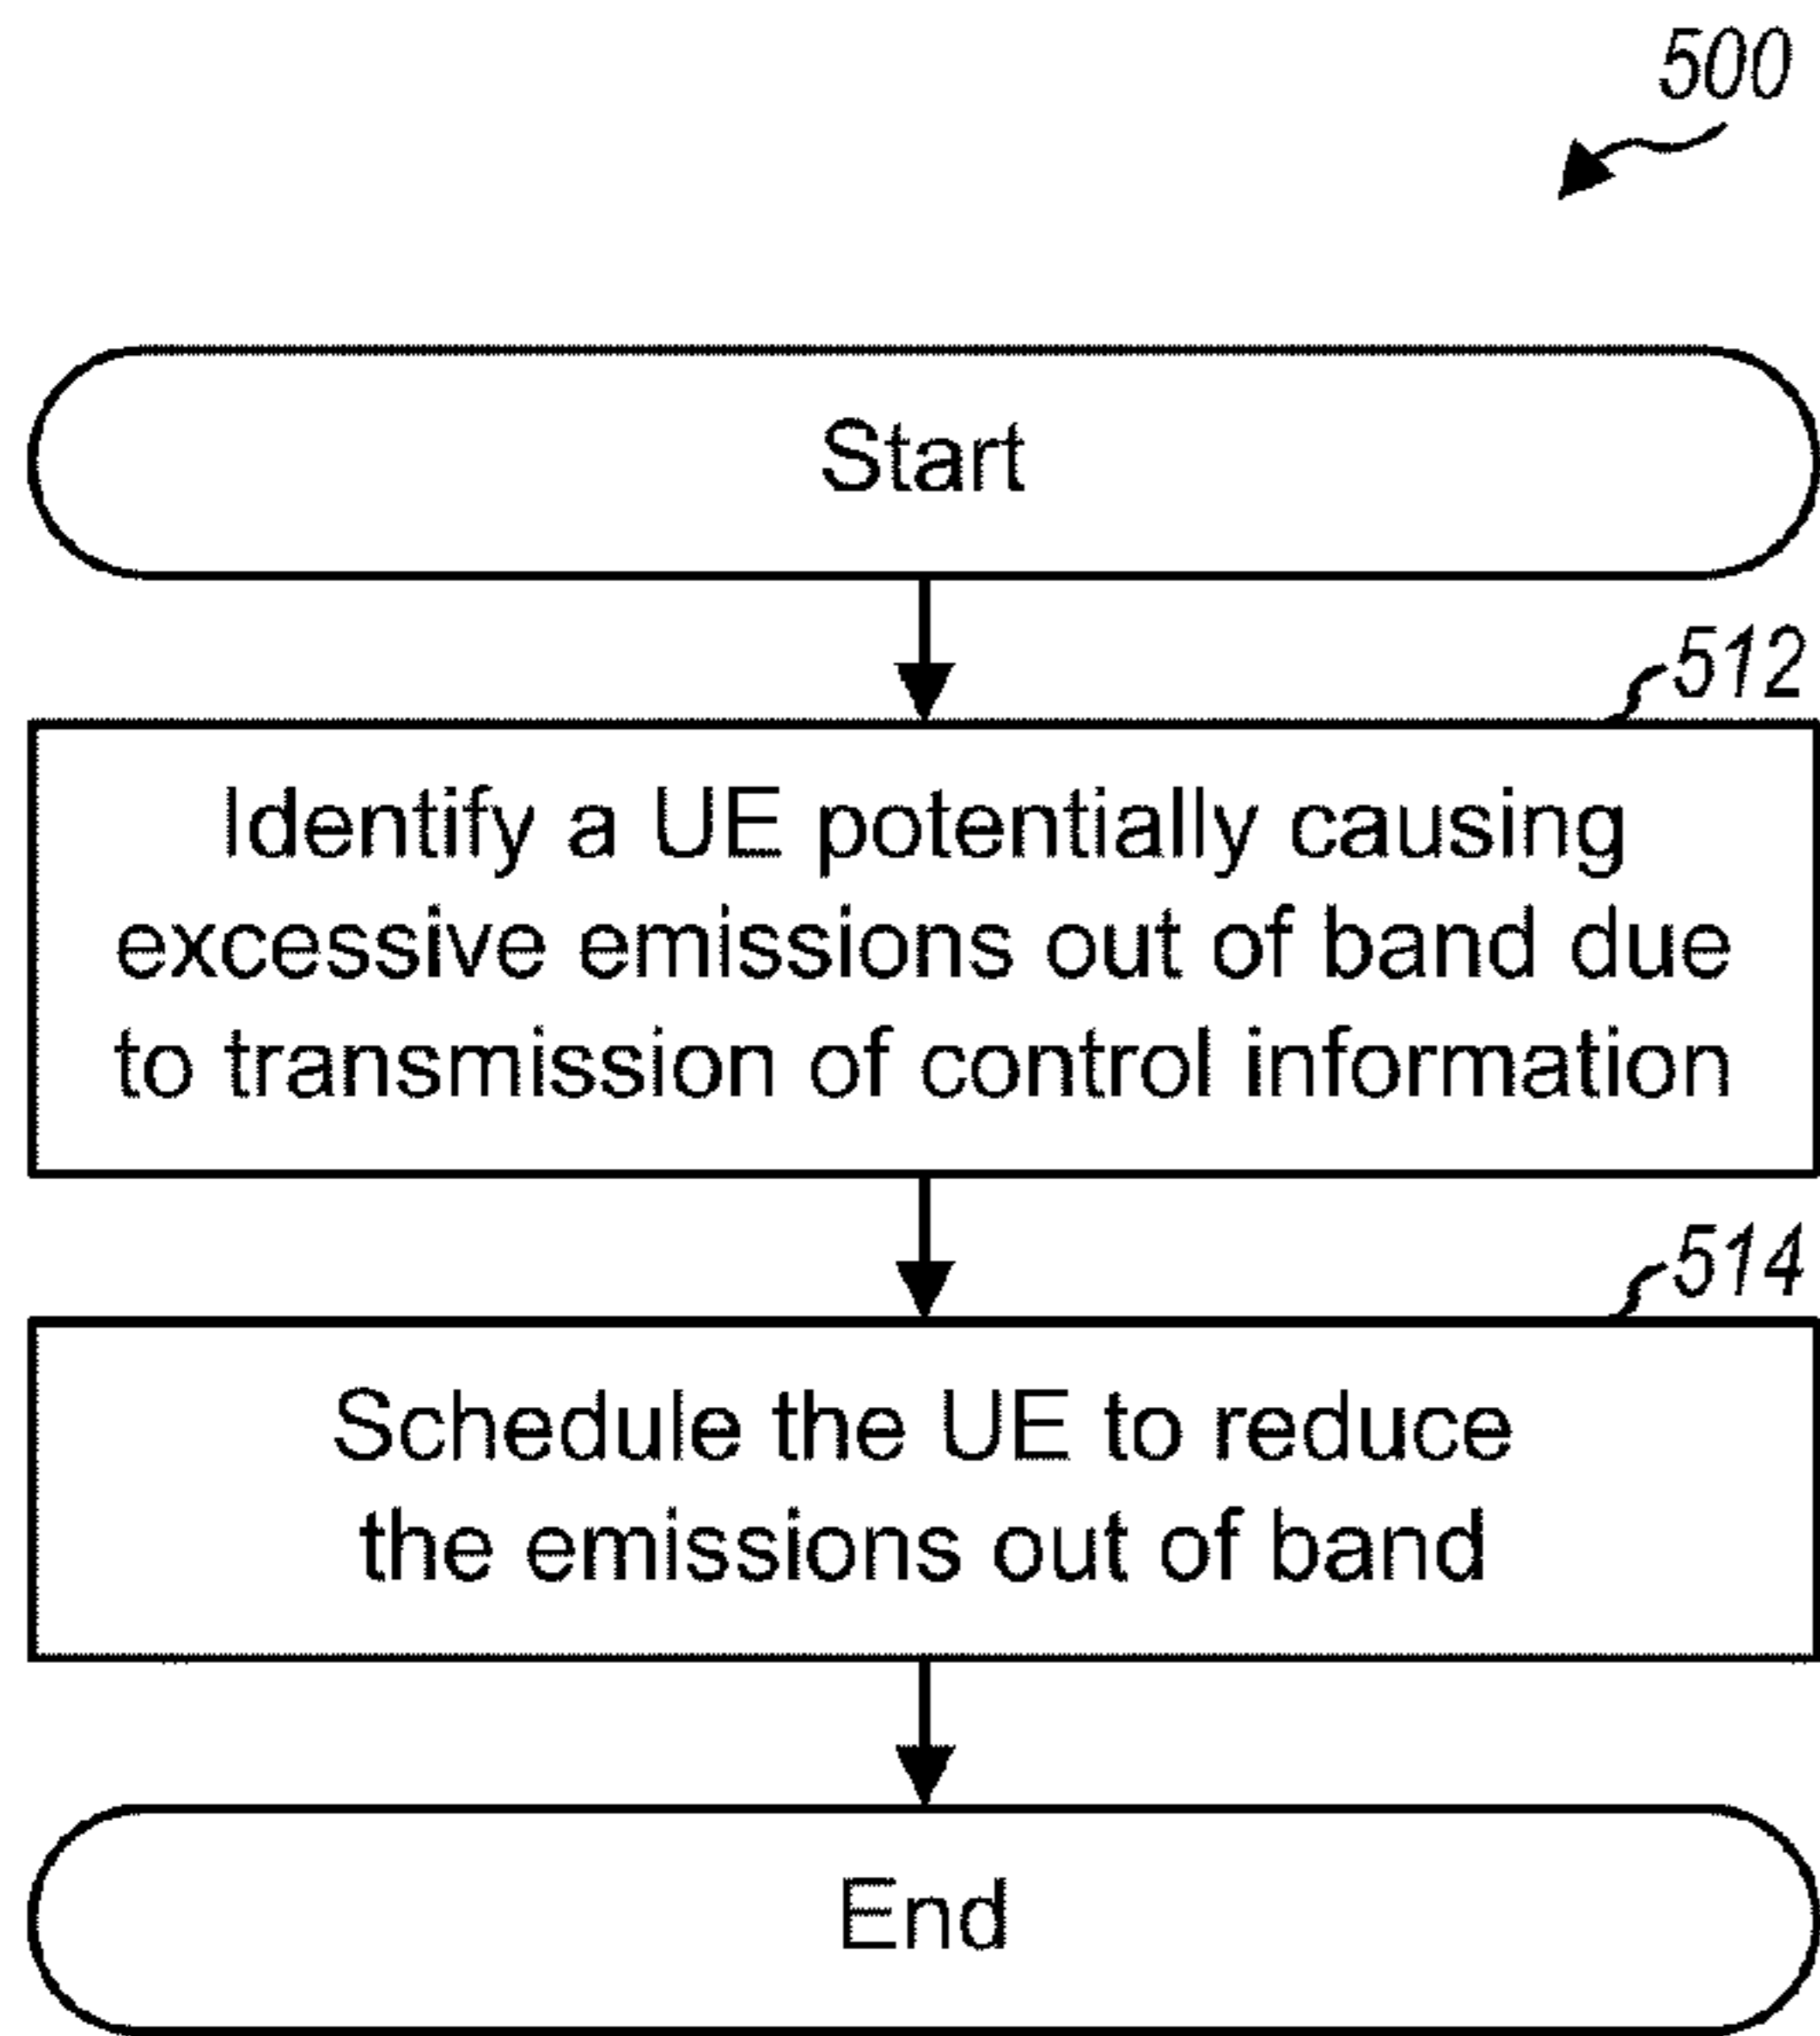 500
Start
512
Identify a UE potentially causing
excessive emissions out of band due
to transmission of control information
514
Schedule the UE to reduce
the emissions out of band
End